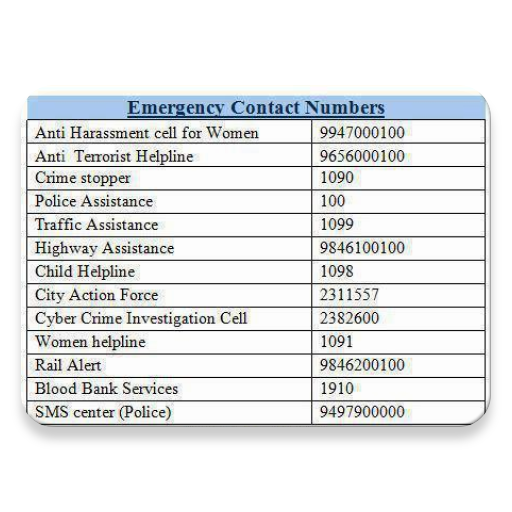 Emergency Contact Numbers
Anti Harassment cell for Women 9947000100
Anti Terrorist Helpline 9656000100
Crime stopper 1090
Police Assistance 100
Traffic Assistance 1099
Highway Assistance 9846100100
Child Helpline 1098
City Action Force 2311557
Cyber Crime Investigation Cell 2382600
Women helpline 1091
Rail Alert 9846200100
Blood Bank Services 1910
SMS center (Police) 9497900000